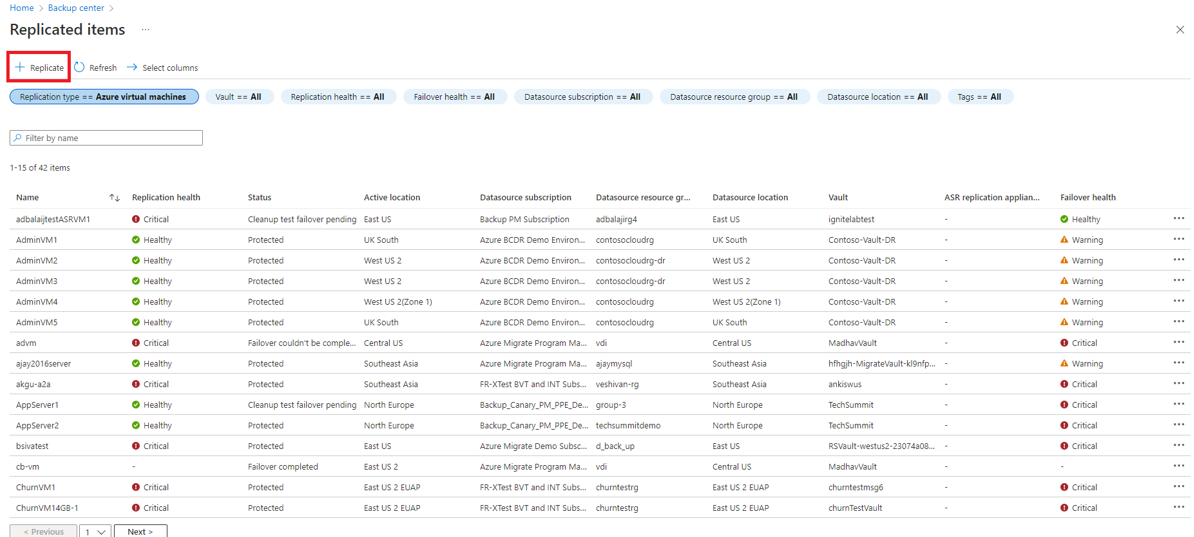 Home > Backup center >
Replicated items ...
+ Replicate Refresh → Select columns
Replication type == Azure virtual machines Vault == All Replication health == All Failover health == All Datasource subscription == All Datasource resource group == All Datasource location == All Tags == All
Filter by name
1-15 of 42 items
Name ↑↓ Replication health Status Active location Datasource subscription Datasource resource gr... Datasource location Vault ASR replication applian... Failover health
adbalaijtestASRVM1 Critical Cleanup test failover pending East US Backup PM Subscription adbalajirg4 East US ignitelabtest - Healthy ...
AdminVM1 Healthy Protected UK South Azure BCDR Demo Environ... contosocloudrg UK South Contoso-Vault-DR - Warning ...
AdminVM2 Healthy Protected West US 2 Azure BCDR Demo Environ... contosocloudrg-dr West US 2 Contoso-Vault-DR - Warning ...
AdminVM3 Healthy Protected West US 2 Azure BCDR Demo Environ... contosocloudrg-dr West US 2 Contoso-Vault-DR - Warning ...
AdminVM4 Healthy Protected West US 2(Zone 1) Azure BCDR Demo Environ... contosocloudrg West US 2(Zone 1) Contoso-Vault-DR - Warning ...
AdminVM5 Healthy Protected UK South Azure BCDR Demo Environ... contosocloudrg UK South Contoso-Vault-DR - Warning ...
advm Critical Failover couldn't be comple... Central US Azure Migrate Program Ma... vdi Central US MadhavVault - Critical ...
ajay2016server Healthy Protected Southeast Asia Azure Migrate Program Ma... ajaymysql Southeast Asia hfhgjh-MigrateVault-kl9nfp... - Warning ...
akgu-a2a Critical Protected Southeast Asia FR-XTest BVT and INT Subs... veshivan-rg Southeast Asia ankiswus - Critical ...
AppServer1 Healthy Cleanup test failover pending North Europe Backup_Canary_PM_PPE_De... group-3 North Europe TechSummit - Critical ...
AppServer2 Healthy Protected North Europe Backup_Canary_PM_PPE_De... techsummitdemo North Europe TechSummit - Critical ...
bsivatest Critical Protected East US Azure Migrate Demo Subsc... d_back_up East US RSVault-westus2-23074a08... - Critical ...
cb-vm - Failover completed East US 2 Azure Migrate Program Ma... vdi Central US MadhavVault - - ...
ChurnVM1 Critical Protected East US 2 EUAP FR-XTest BVT and INT Subs... churntestrg East US 2 EUAP churntestmsg6 - Critical ...
ChurnVM14GB-1 Critical Protected East US 2 EUAP FR-XTest BVT and INT Subs... churntestrg East US 2 EUAP churnTestVault - Critical ...
< Previous 1 Next >